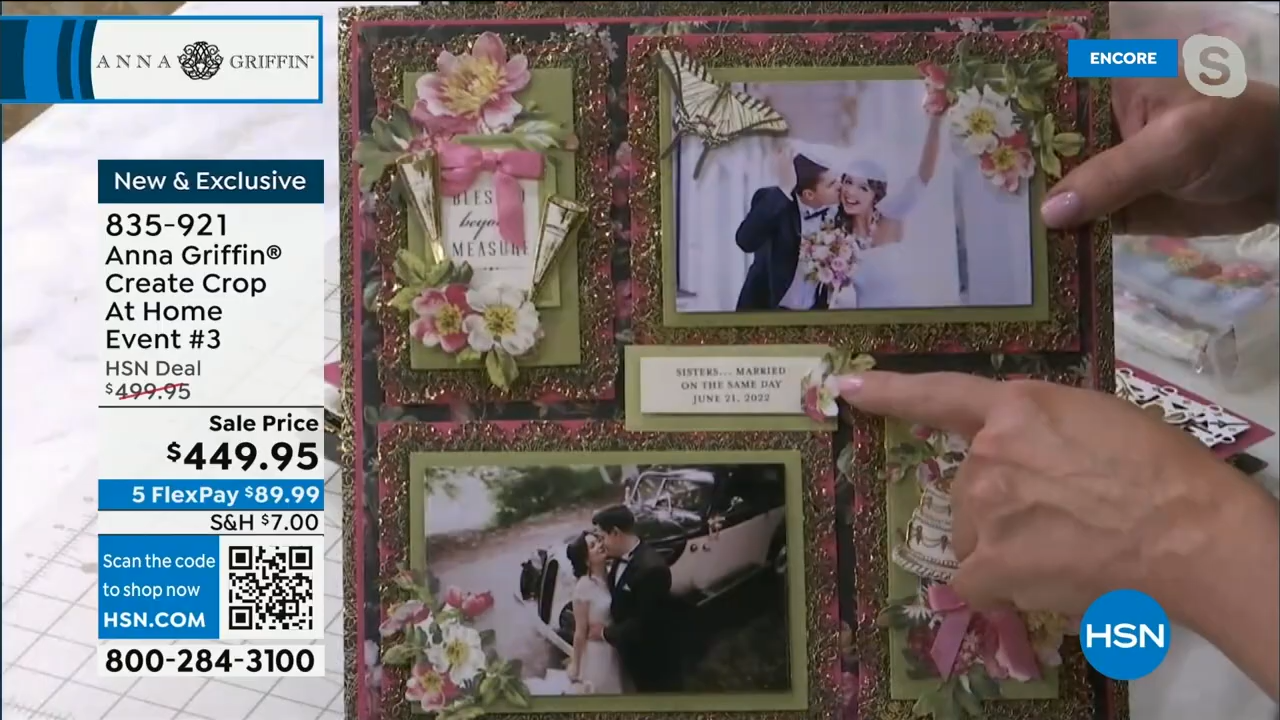 ANNA GRIFFIN®
ENCORE
S
New & Exclusive
835-921
Anna Griffin®
Create Crop
At Home
Event #3
HSN Deal
$499.95
Sale Price
$449.95
5 FlexPay $89.99
S&H $7.00
Scan the code
to shop now
HSN.COM
800-284-3100
beyo
MEASURE
SISTERS... MARRIED
ON THE SAME DAY
JUNE 21, 2022
HSN